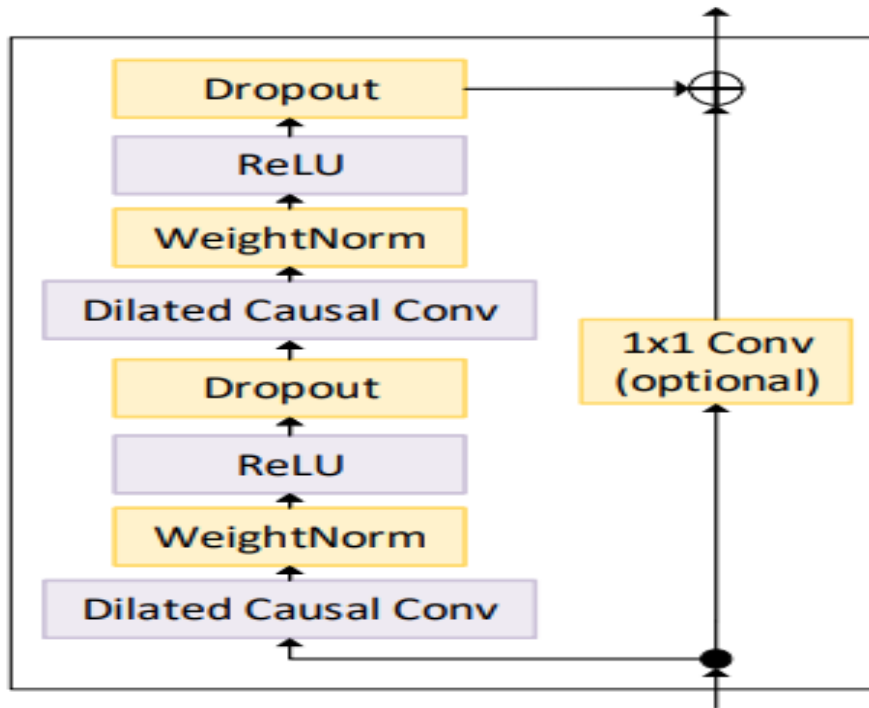 Dropout
ReLU
WeightNorm
Dilated Causal Conv
Dropout
ReLU
WeightNorm
Dilated Causal Conv
1x1 Conv
(optional)